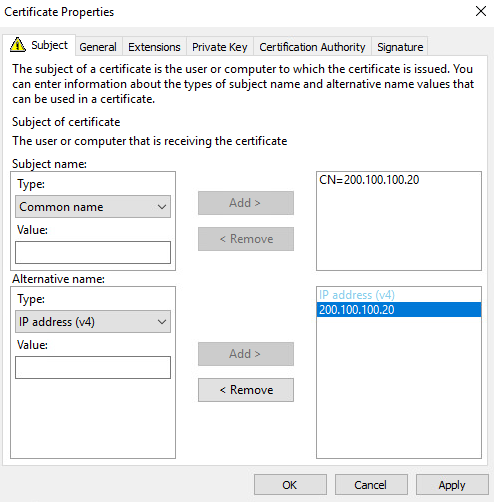 Certificate Properties
Subject
General
Extensions
Private Key
Certification Authority
Signature
The subject of a certificate is the user or computer to which the certificate is issued. You
can enter information about the types of subject name and alternative name values that
can be used in a certificate.
Subject of certificate
The user or computer that is receiving the certificate
Subject name:
Type:
Common name
Value:
Add >
< Remove
CN=200.100.100.20
Alternative name:
Type:
IP address (v4)
Value:
Add >
< Remove
IP address (v4)
200.100.100.20
OK
Cancel
Apply